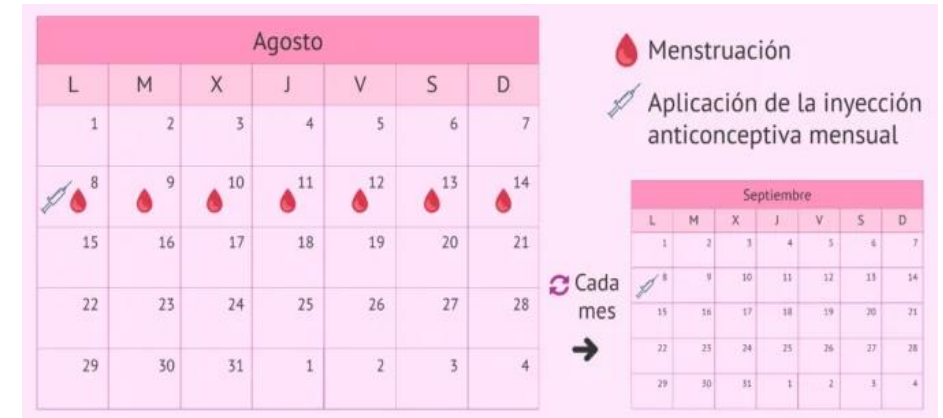 Agosto
L M X J V S D
1 2 3 4 5 6 7
8 9 10 11 12 13 14
15 16 17 18 19 20 21
22 23 24 25 26 27 28
29 30 31 1 2 3 4
Menstruación
Aplicación de la inyección
anticonceptiva mensual
Cada
mes
Septiembre
L M X J V S D
1 2 3 4 5 6 7
8 9 10 11 12 13 14
15 16 17 18 19 20 21
22 23 24 25 26 27 28
29 30 31 1 2 3 4